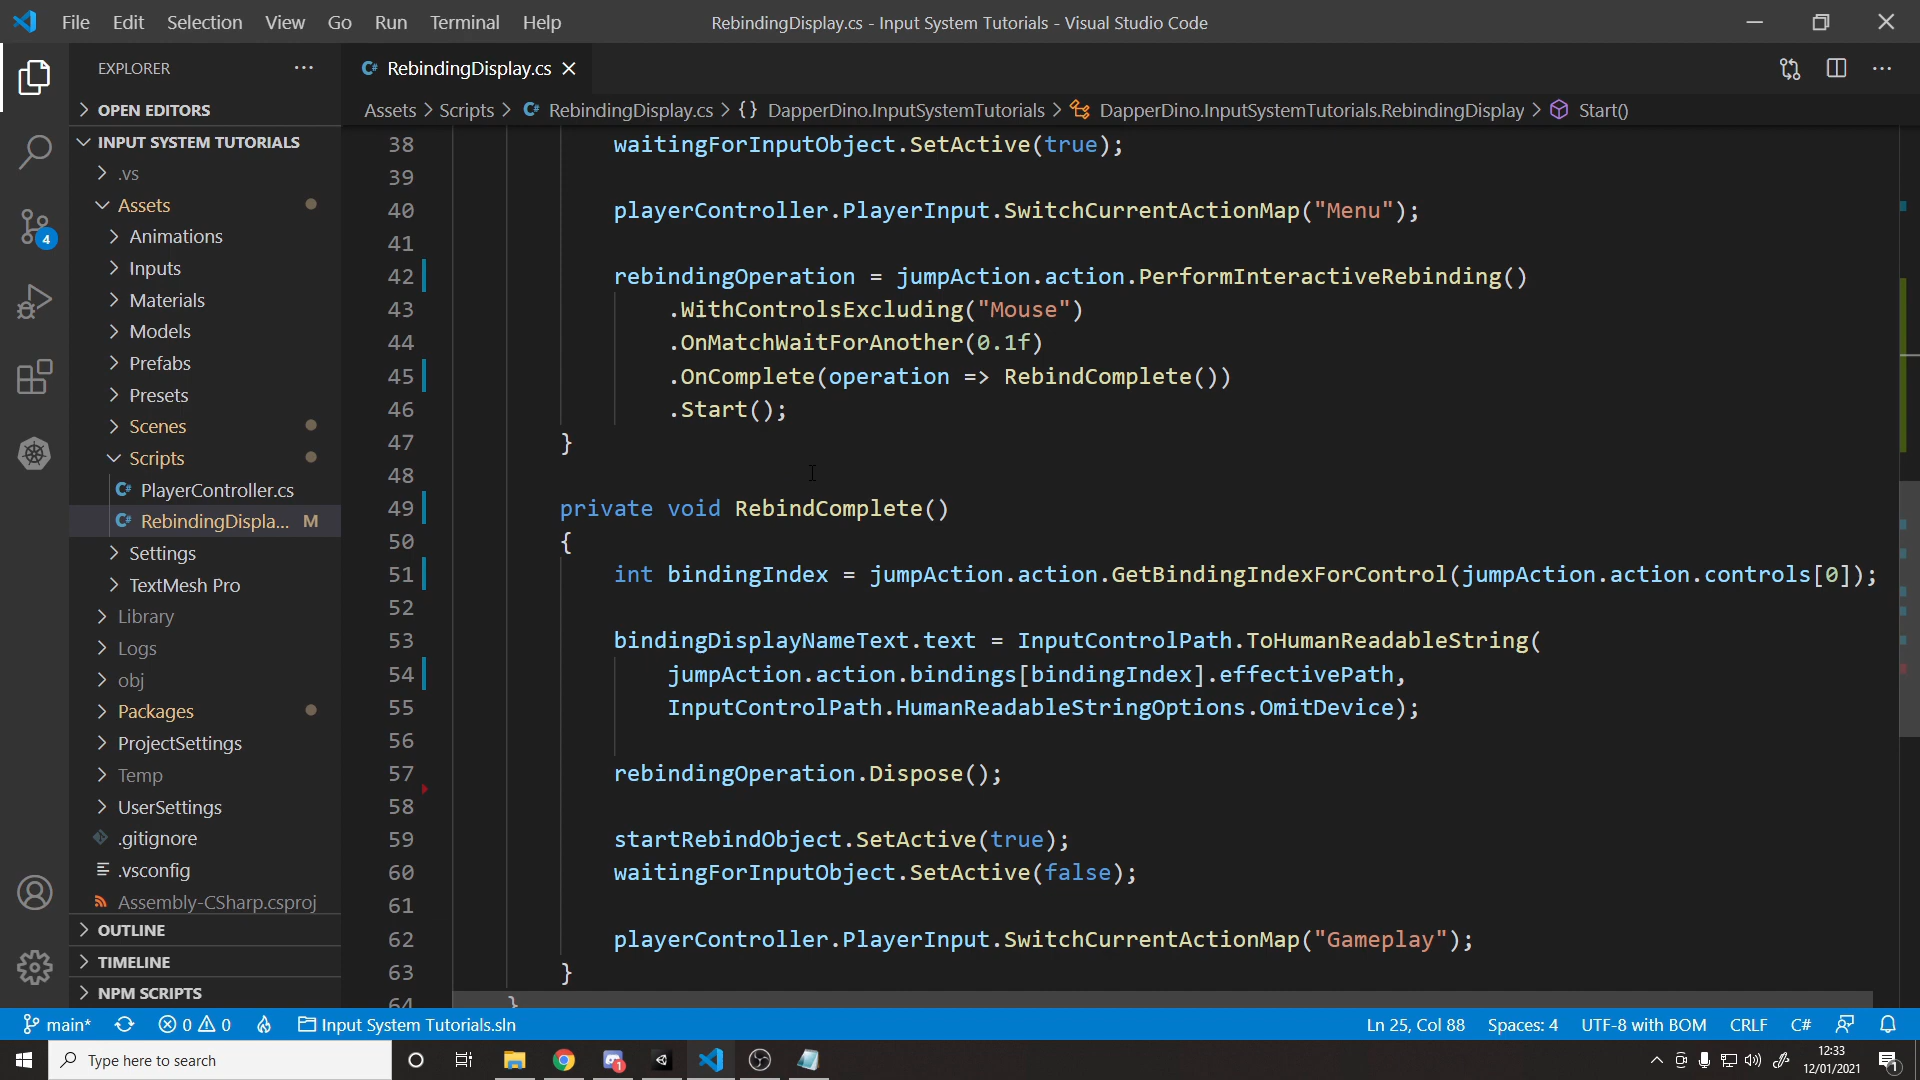 File Edit Selection View Go Run Terminal Help
RebindingDisplay.cs - Input System Tutorials - Visual Studio Code
EXPLORER
OPEN EDITORS
INPUT SYSTEM TUTORIALS
.vs
Assets
Animations
Inputs
Materials
Models
Prefabs
Presets
Scenes
Scripts
PlayerController.cs
RebindingDispla... M
Settings
TextMesh Pro
Library
Logs
obj
Packages
ProjectSettings
Temp
UserSettings
.gitignore
.vsconfig
Assembly-CSharp.csproj
OUTLINE
TIMELINE
NPM SCRIPTS
4
C# RebindingDisplay.cs
Assets > Scripts > C# RebindingDisplay.cs > {} DapperDino.InputSystemTutorials > DapperDino.InputSystemTutorials.RebindingDisplay > Start()
38 waitingForInputObject.SetActive(true);
39
40 playerController.PlayerInput.SwitchCurrentActionMap("Menu");
41
42 rebindingOperation = jumpAction.action.PerformInteractiveRebinding()
43 .WithControlsExcluding("Mouse")
44 .OnMatchWaitForAnother(0.1f)
45 .OnComplete(operation => RebindComplete())
46 .Start();
47 }
48
49 private void RebindComplete()
50 {
51 int bindingIndex = jumpAction.action.GetBindingIndexForControl(jumpAction.action.controls[0]);
52
53 bindingDisplayNameText.text = InputControlPath.ToHumanReadableString(
54 jumpAction.action.bindings[bindingIndex].effectivePath,
55 InputControlPath.HumanReadableStringOptions.OmitDevice);
56
57 rebindingOperation.Dispose();
58
59 startRebindObject.SetActive(true);
60 waitingForInputObject.SetActive(false);
61
62 playerController.PlayerInput.SwitchCurrentActionMap("Gameplay");
63 }
64 }
main* 0 0 Input System Tutorials.sln
Ln 25, Col 88 Spaces: 4 UTF-8 with BOM CRLF C#
Type here to search
1
12:33
12/01/2021
1